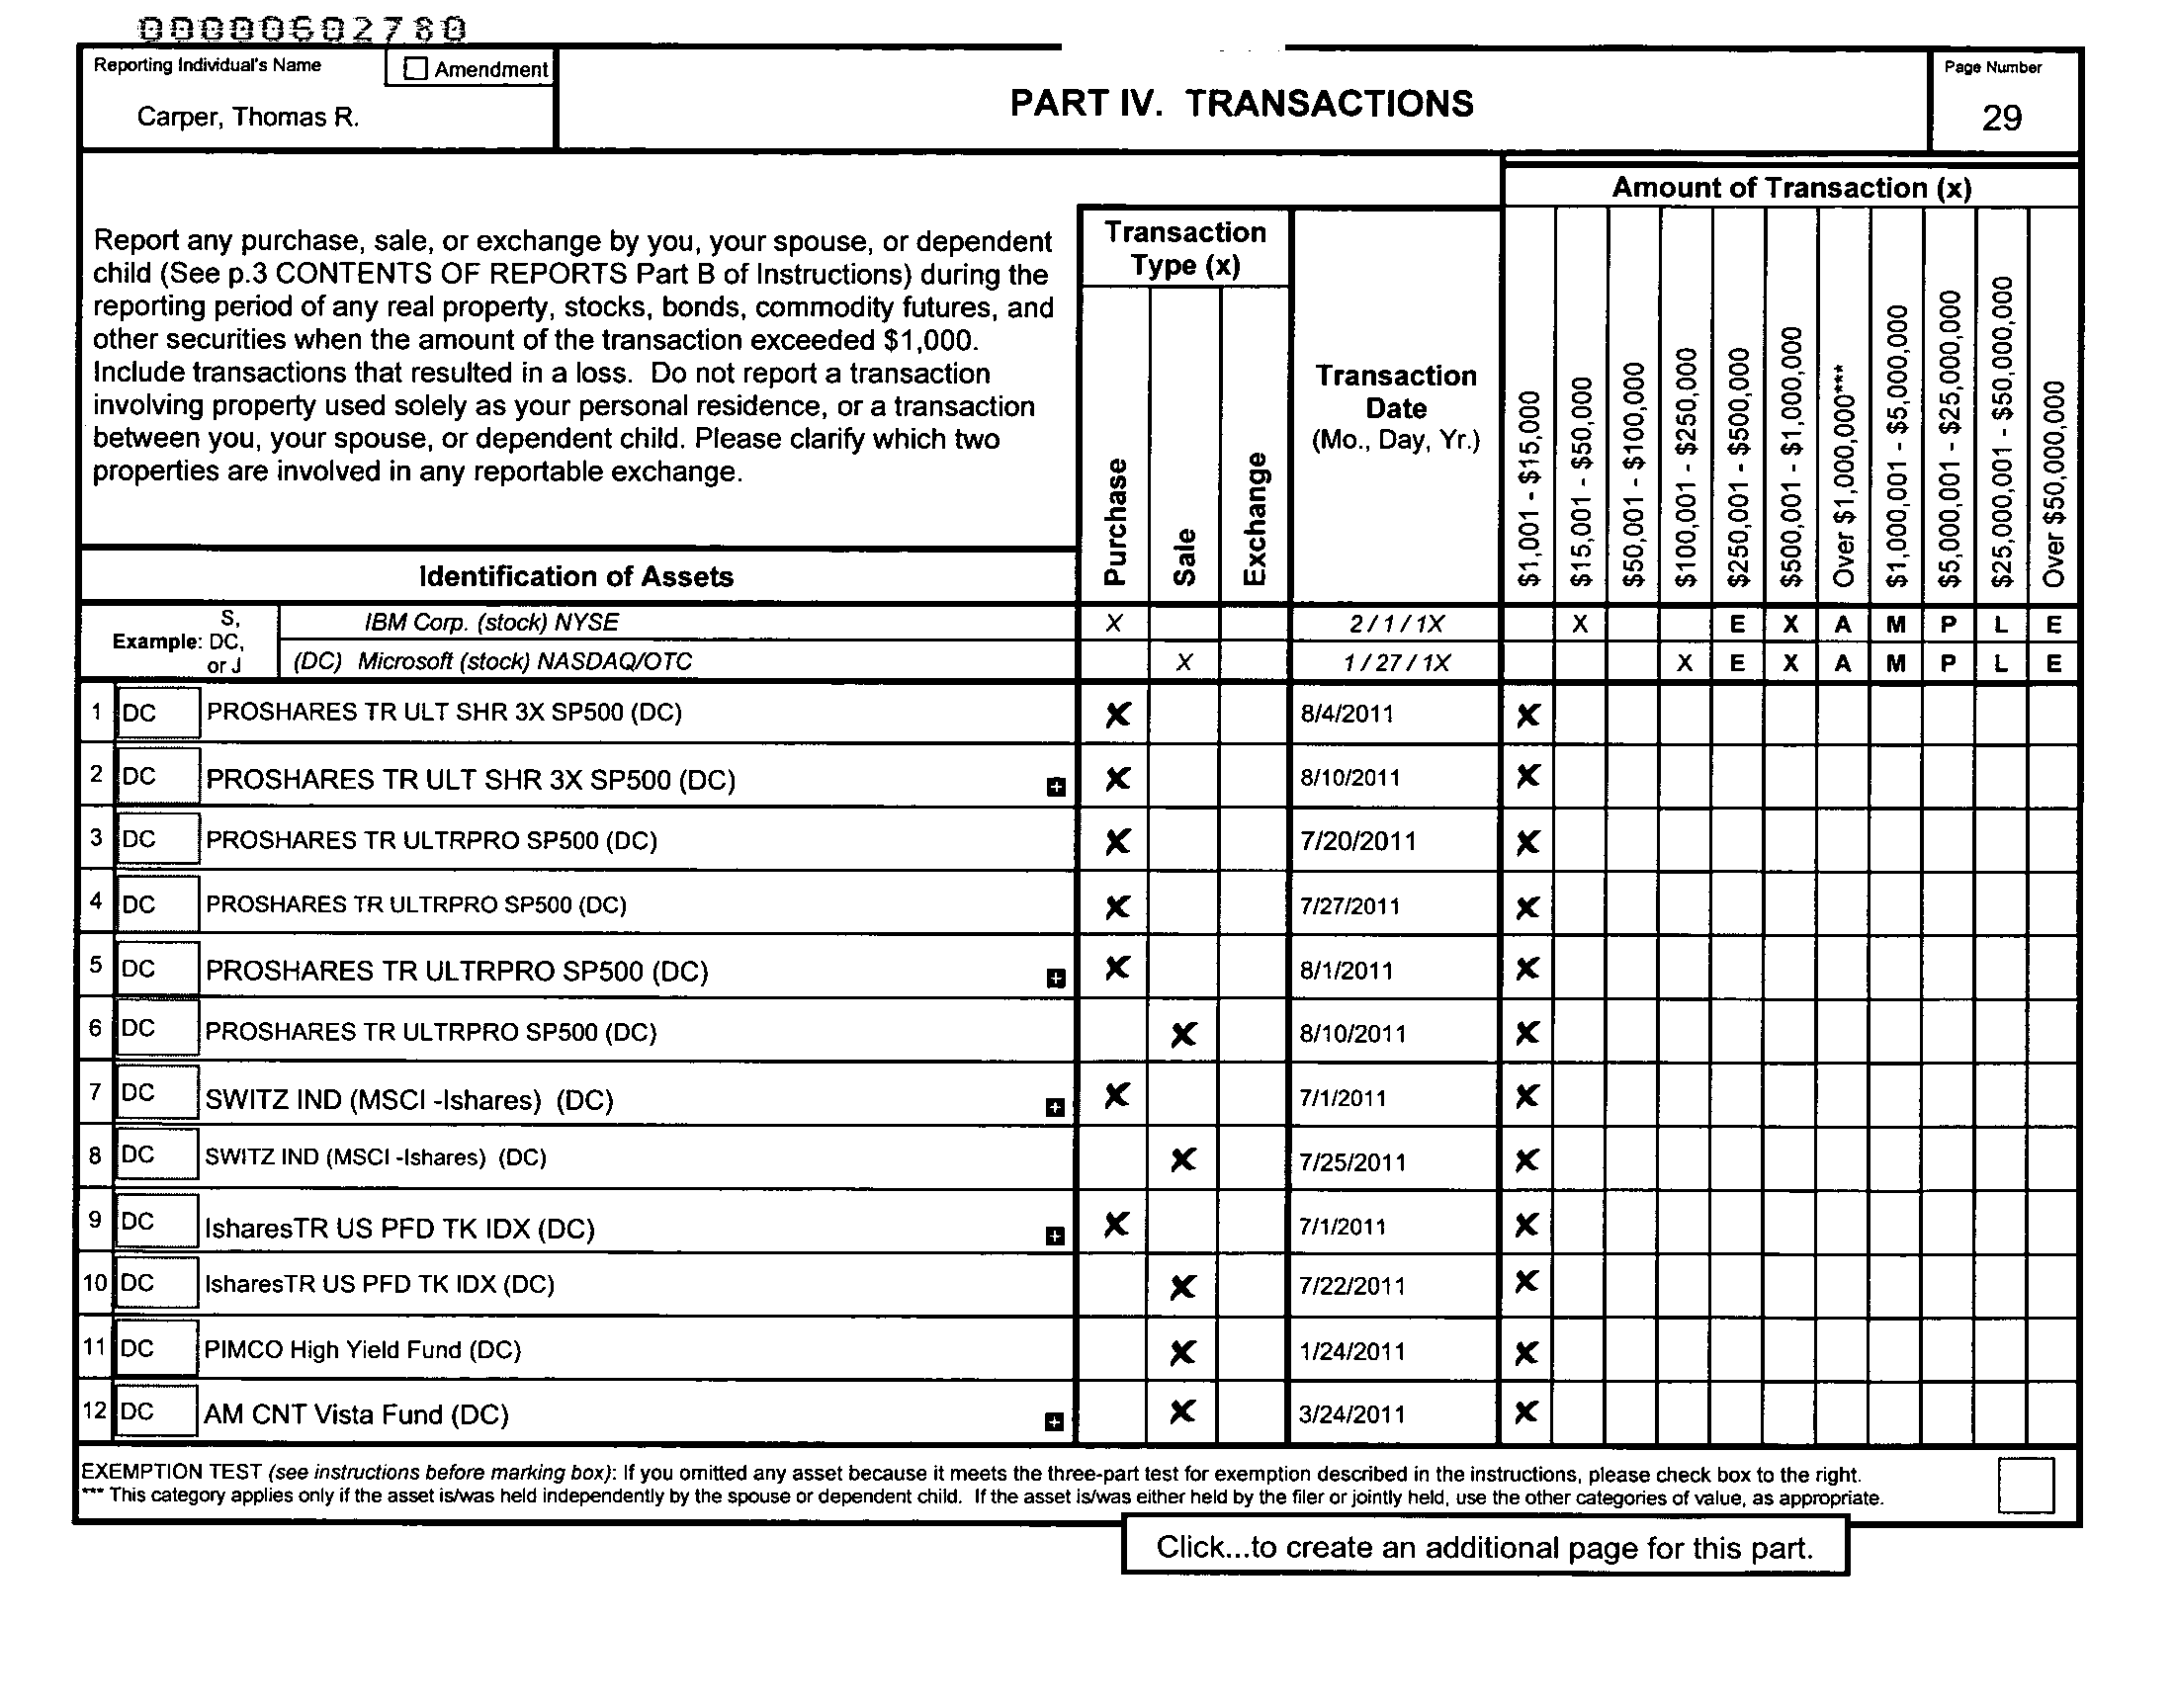 00000602780
Reporting Individual's Name
Amendment
Carper, Thomas R.
PART IV. TRANSACTIONS
Page Number
29
Amount of Transaction (x)
Report any purchase, sale, or exchange by you, your spouse, or dependent
child (See p.3 CONTENTS OF REPORTS Part B of Instructions) during the
reporting period of any real property, stocks, bonds, commodity futures, and
other securities when the amount of the transaction exceeded $1,000.
Include transactions that resulted in a loss. Do not report a transaction
involving property used solely as your personal residence, or a transaction
between you, your spouse, or dependent child. Please clarify which two
properties are involved in any reportable exchange.
Transaction
Type (x)
Purchase
Sale
Exchange
Transaction
Date
(Mo., Day, Yr.)
$1,001 - $15,000
$15,001 - $50,000
$50,001 - $100,000
$100,001 - $250,000
$250,001 - $500,000
$500,001 - $1,000,000
Over $1,000,000***
$1,000,001 - $5,000,000
$5,000,001 - $25,000,000
$25,000,001 - $50,000,000
Over $50,000,000
Identification of Assets
Example: S, DC, or J
IBM Corp. (stock) NYSE X 2/1/1X X E X A M P L E
(DC) Microsoft (stock) NASDAQ/OTC X 1/27/1X X E X A M P L E
1 DC PROSHARES TR ULT SHR 3X SP500 (DC) X 8/4/2011 X
2 DC PROSHARES TR ULT SHR 3X SP500 (DC) + X 8/10/2011 X
3 DC PROSHARES TR ULTRPRO SP500 (DC) X 7/20/2011 X
4 DC PROSHARES TR ULTRPRO SP500 (DC) X 7/27/2011 X
5 DC PROSHARES TR ULTRPRO SP500 (DC) + X 8/1/2011 X
6 DC PROSHARES TR ULTRPRO SP500 (DC) X 8/10/2011 X
7 DC SWITZ IND (MSCI -Ishares) (DC) + X 7/1/2011 X
8 DC SWITZ IND (MSCI -Ishares) (DC) X 7/25/2011 X
9 DC IsharesTR US PFD TK IDX (DC) + X 7/1/2011 X
10 DC IsharesTR US PFD TK IDX (DC) X 7/22/2011 X
11 DC PIMCO High Yield Fund (DC) X 1/24/2011 X
12 DC AM CNT Vista Fund (DC) + X 3/24/2011 X
EXEMPTION TEST (see instructions before marking box): If you omitted any asset because it meets the three-part test for exemption described in the instructions, please check box to the right.
*** This category applies only if the asset is/was held independently by the spouse or dependent child. If the asset is/was either held by the filer or jointly held, use the other categories of value, as appropriate.
Click...to create an additional page for this part.